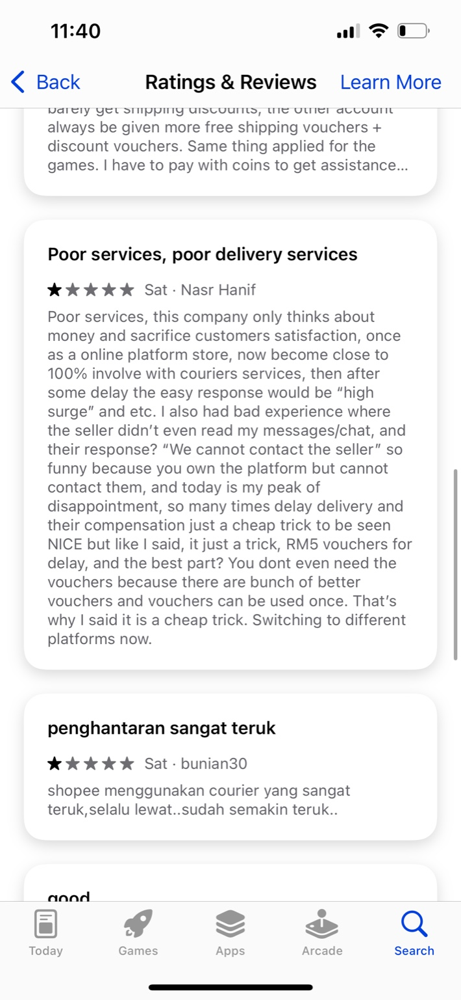 11:40
Back
Ratings & Reviews
Learn More
barely get shipping discounts, the other account
always be given more free shipping vouchers +
discount vouchers. Same thing applied for the
games. I have to pay with coins to get assistance...
Poor services, poor delivery services
Sat · Nasr Hanif
Poor services, this company only thinks about
money and sacrifice customers satisfaction, once
as a online platform store, now become close to
100% involve with couriers services, then after
some delay the easy response would be “high
surge” and etc. I also had bad experience where
the seller didn’t even read my messages/chat, and
their response? “We cannot contact the seller” so
funny because you own the platform but cannot
contact them, and today is my peak of
disappointment, so many times delay delivery and
their compensation just a cheap trick to be seen
NICE but like I said, it just a trick, RM5 vouchers for
delay, and the best part? You dont even need the
vouchers because there are bunch of better
vouchers and vouchers can be used once. That’s
why I said it is a cheap trick. Switching to different
platforms now.
penghantaran sangat teruk
Sat · bunian30
shopee menggunakan courier yang sangat
teruk,selalu lewat..sudah semakin teruk..
good
Today
Games
Apps
Arcade
Search